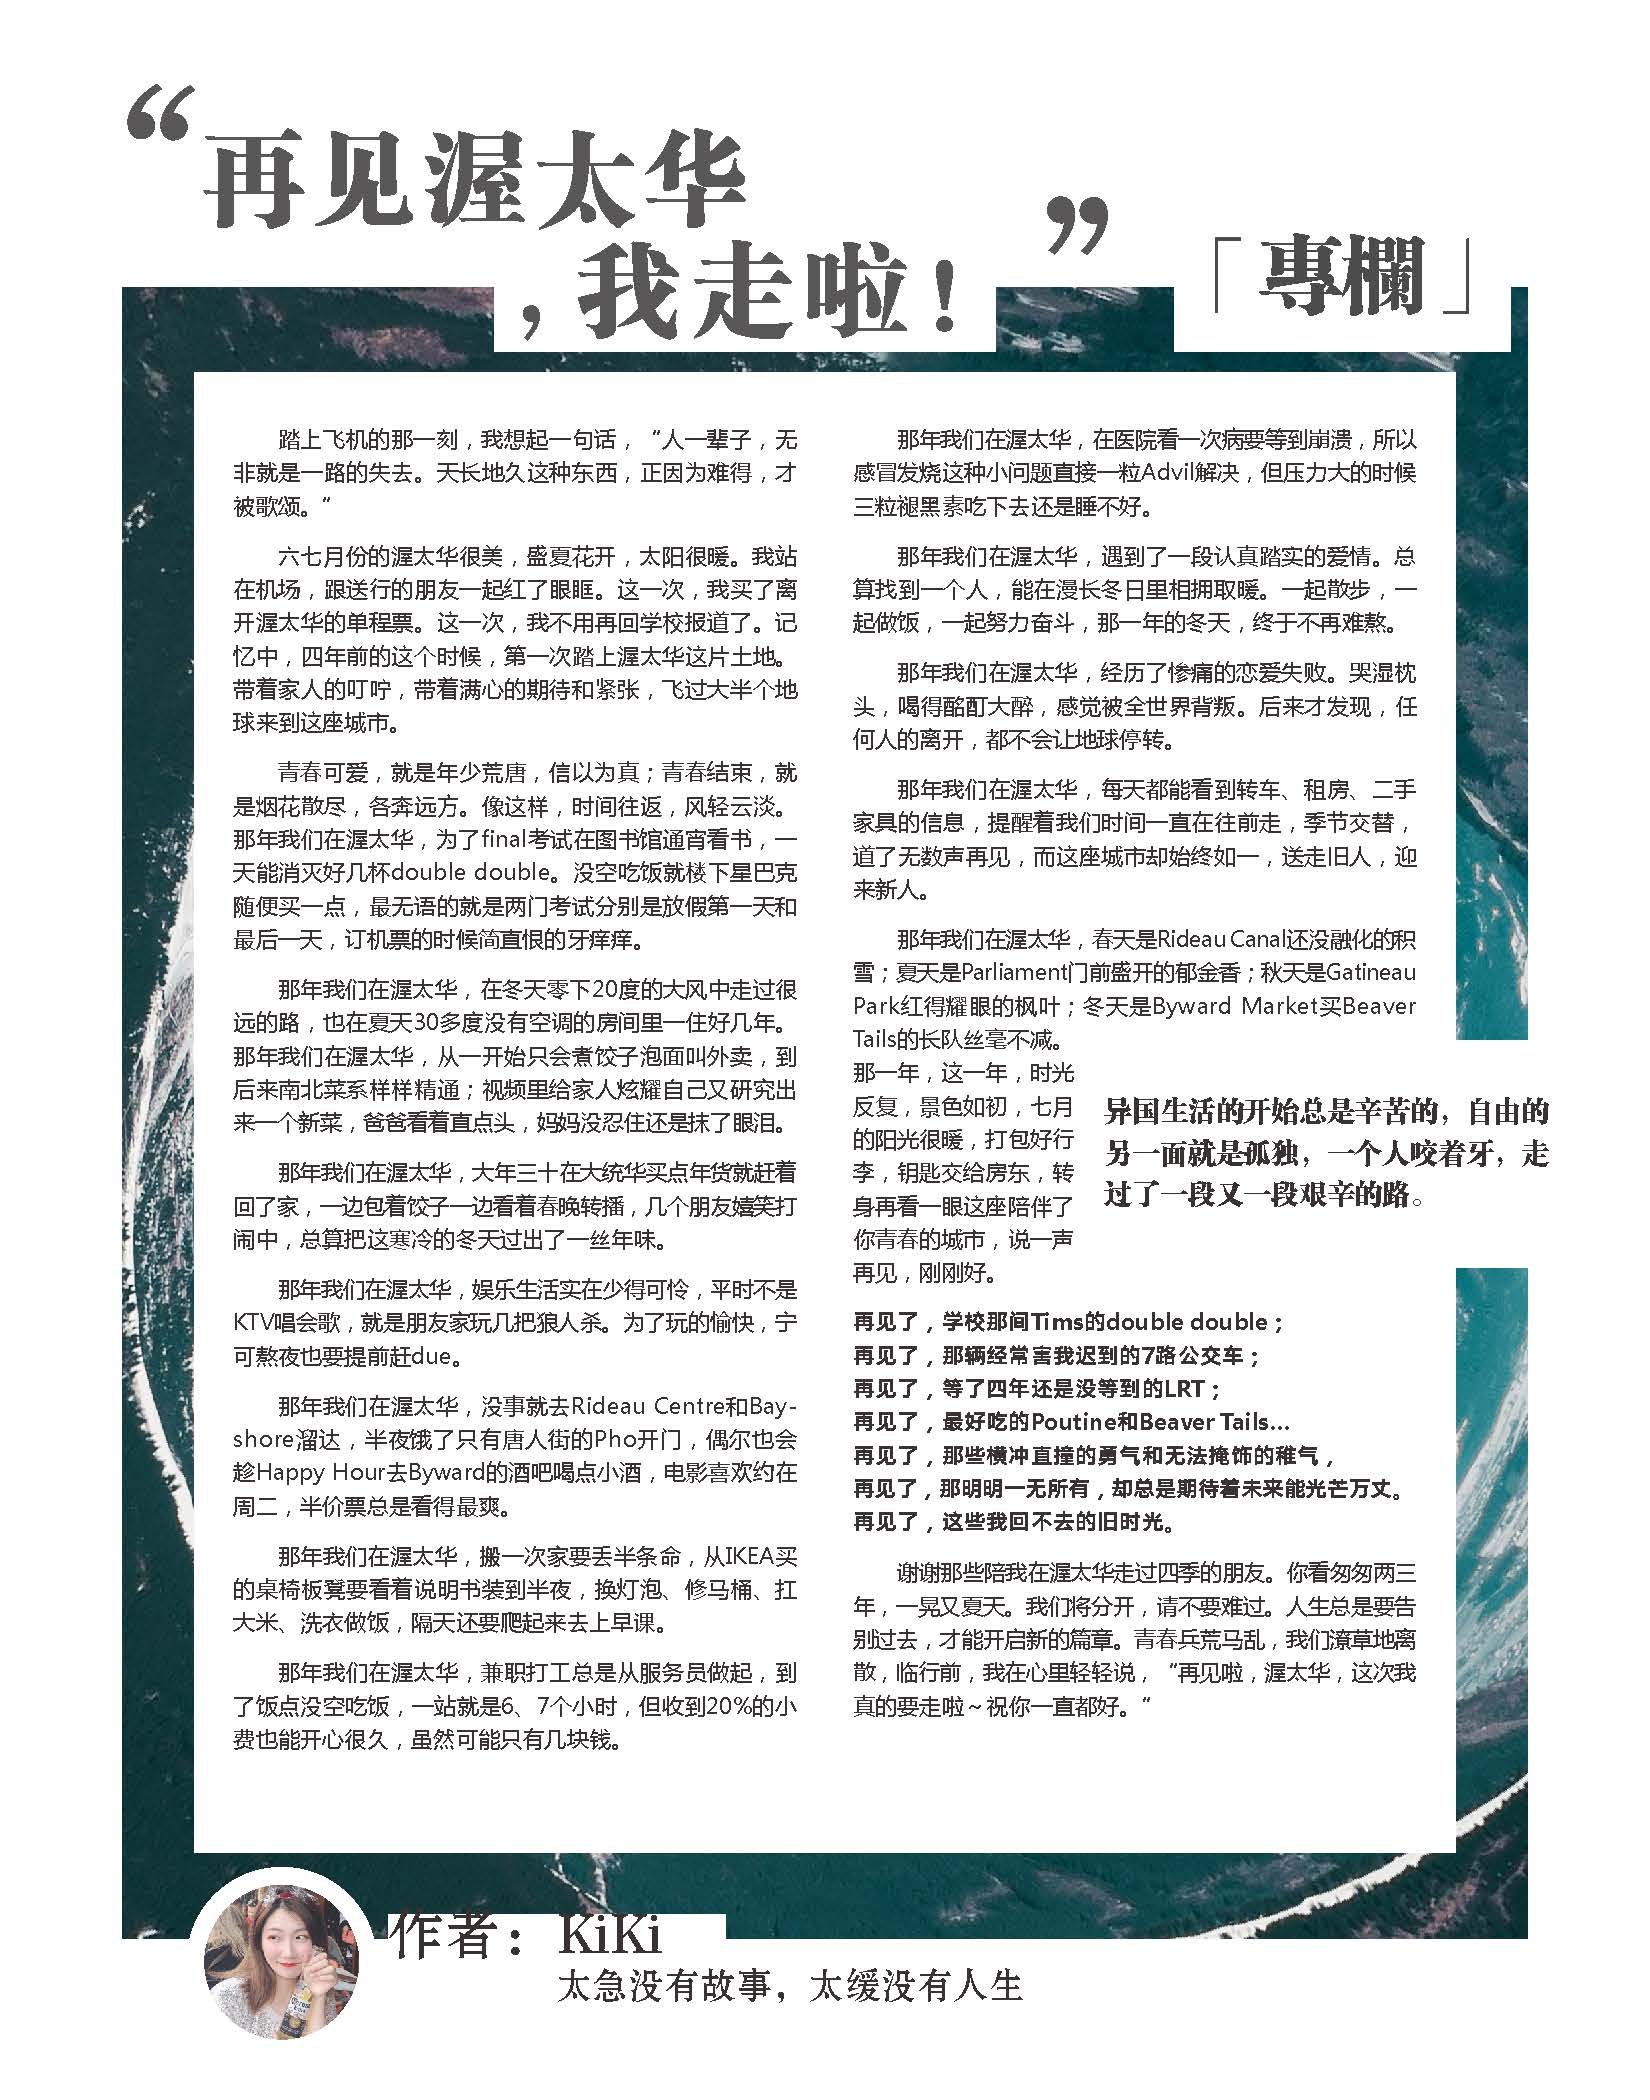 “再见渥太华
，我走啦！”
「專欄」
踏上飞机的那一刻，我想起一句话，“人一辈子，无
非就是一路的失去。天长地久这种东西，正因为难得，才
被歌颂。“
六七月份的渥太华很美，盛夏花开，太阳很暖。我站
在机场，跟送行的朋友一起红了眼眶。这一次，我买了离
开渥太华的单程票。这一次，我不用再回学校报道了。记
忆中，四年前的这个时候，第一次踏上渥太华这片土地。
带着家人的叮咛，带着满心的期待和紧张，飞过大半个地
球来到这座城市。
青春可爱，就是年少荒唐，信以为真；青春结束，就
是烟花散尽，各奔远方。像这样，时间往返，风轻云淡。
那年我们在渥太华，为了final考试在图书馆通宵看书，一
天能消灭好几杯double double。没空吃饭就楼下星巴克
随便买一点，最无语的就是两门考试分别是放假第一天和
最后一天，订机票的时候简直恨的牙痒痒。
那年我们在渥太华，在冬天零下20度的大风中走过很
远的路，也在夏天30多度没有空调的房间里一住好几年。
那年我们在渥太华，从一开始只会煮饺子泡面叫外卖，到
后来南北菜系样样精通；视频里给家人炫耀自己又研究出
来一个新菜，爸爸看着直点头，妈妈没忍住还是抹了眼泪。
那年我们在渥太华，大年三十在大统华买点年货就赶着
回了家，一边包着饺子一边看着春晚转播，几个朋友嬉笑打
闹中，总算把这寒冷的冬天过出了一丝年味。
那年我们在渥太华，娱乐生活实在少得可怜，平时不是
KTV唱会歌，就是朋友家玩几把狼人杀。为了玩的愉快，宁
可熬夜也要提前赶due。
那年我们在渥太华，没事就去Rideau Centre和Bay-
shore溜达，半夜饿了只有唐人街的Pho开门，偶尔也会
趁Happy Hour去Byward的酒吧喝点小酒，电影喜欢约在
周二，半价票总是看得最爽。
那年我们在渥太华，搬一次家要丢半条命，从IKEA买
的桌椅板凳要看着说明书装到半夜，换灯泡、修马桶、扛
大米、洗衣做饭，隔天还要爬起来去上早课。
那年我们在渥太华，兼职打工总是从服务员做起，到
了饭点没空吃饭，一站就是6、7个小时，但收到20%的小
费也能开心很久，虽然可能只有几块钱。
那年我们在渥太华，在医院看一次病要等到崩溃，所以
感冒发烧这种小问题直接一粒Advil解决，但压力大的时候
三粒褪黑素吃下去还是睡不好。
那年我们在渥太华，遇到了一段认真踏实的爱情。总
算找到一个人，能在漫长冬日里相拥取暖。一起散步，一
起做饭，一起努力奋斗，那一年的冬天，终于不再难熬。
那年我们在渥太华，经历了惨痛的恋爱失败。哭湿枕
头，喝得酩酊大醉，感觉被全世界背叛。后来才发现，任
何人的离开，都不会让地球停转。
那年我们在渥太华，每天都能看到转车、租房、二手
家具的信息，提醒着我们时间一直在往前走，季节交替，
道了无数声再见，而这座城市却始终如一，送走旧人，迎
来新人。
那年我们在渥太华，春天是Rideau Canal还没融化的积
雪；夏天是Parliament门前盛开的郁金香；秋天是Gatineau
Park红得耀眼的枫叶；冬天是Byward Market买Beaver
Tails的长队丝毫不减。
那一年，这一年，时光
反复，景色如初，七月
的阳光很暖，打包好行
李，钥匙交给房东，转
身再看一眼这座陪伴了
你青春的城市，说一声
再见，刚刚好。
异国生活的开始总是辛苦的，自由的
另一面就是孤独，一个人咬着牙，走
过了一段又一段艰辛的路。
再见了，学校那间Tims的double double；
再见了，那辆经常害我迟到的7路公交车；
再见了，等了四年还是没等到的LRT；
再见了，最好吃的Poutine和Beaver Tails...
再见了，那些横冲直撞的勇气和无法掩饰的稚气，
再见了，那明明一无所有，却总是期待着未来能光芒万丈。
再见了，这些我回不去的旧时光。
谢谢那些陪我在渥太华走过四季的朋友。你看匆匆两三
年，一晃又夏天。我们将分开，请不要难过。人生总是要告
别过去，才能开启新的篇章。青春兵荒马乱，我们潦草地离
散，临行前，我在心里轻轻说，“再见啦，渥太华，这次我
真的要走啦～祝你一直都好。“
作者：KiKi
太急没有故事，太缓没有人生